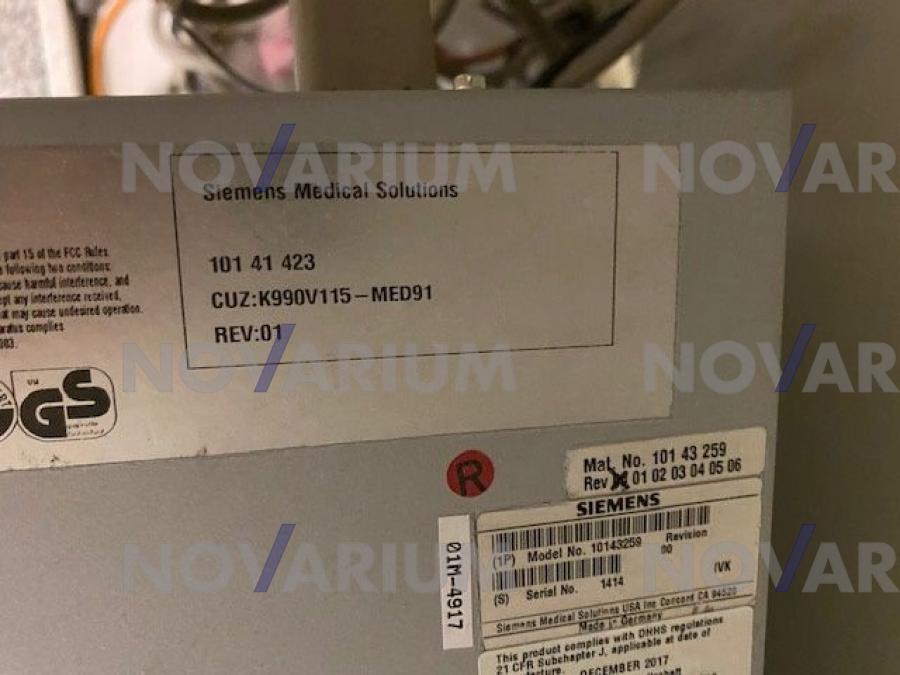 Siemens Medical Solutions
101 41 423
CUZ:K990V115-MED91
REV:01
part 15 of the FCC Rules.
following two conditions:
cause harmful interference, and
any interference received,
may cause undesired operation.
complies
GS
R
Mat. No. 101 43 259
Rev 01 02 03 04 05 06
SIEMENS
(1P) Model No. 10143259 Revision
00
IVK
(S) Serial No. 1414
Siemens Medical Solutions USA Inc Concord CA 94520
Made in Germany
01M-4917
This product complies with DHHS regulations
21 CFR Subchapter J, applicable at date of
DECEMBER 2017
NOVARIUM NOVAR
NOVARIUM NOVAR
NOVARIUM NOVAR